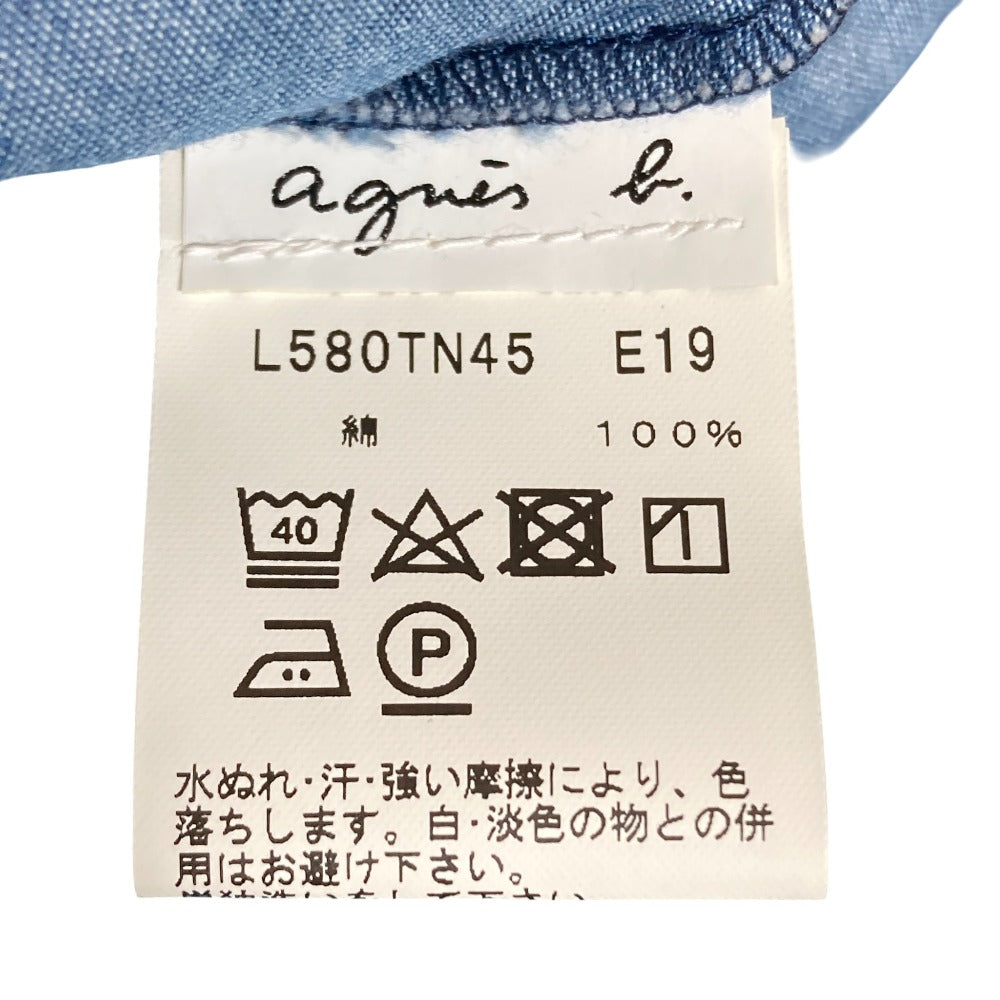 agnès b.
L580TN45 E19
綿 100%
40
P
水ぬれ・汗・強い摩擦により、色
落ちします。白・淡色の物との併
用はお避け下さい。